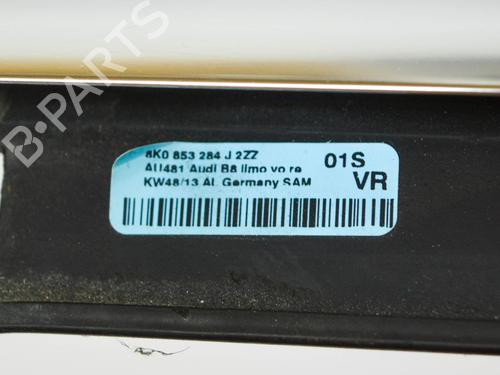 B-PARTS
8K0 853 284 J 2ZZ
01S
AU481 Audi B8 limo vo re
VR
KW48/13 AL Germany SAM